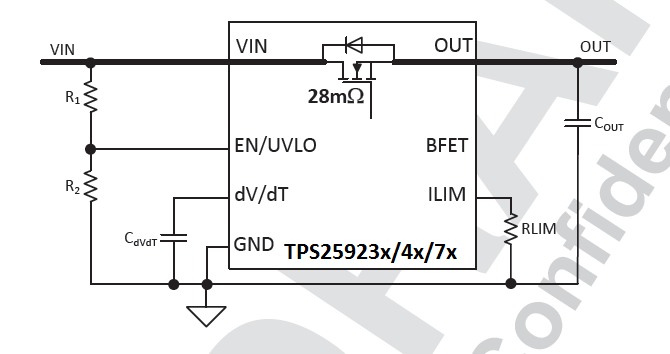 VIN
VIN
OUT
OUT
28mΩ
R1
COUT
EN/UVLO
BFET
R2
dV/dT
ILIM
RLIM
CdVdT
GND
TPS25923x/4x/7x